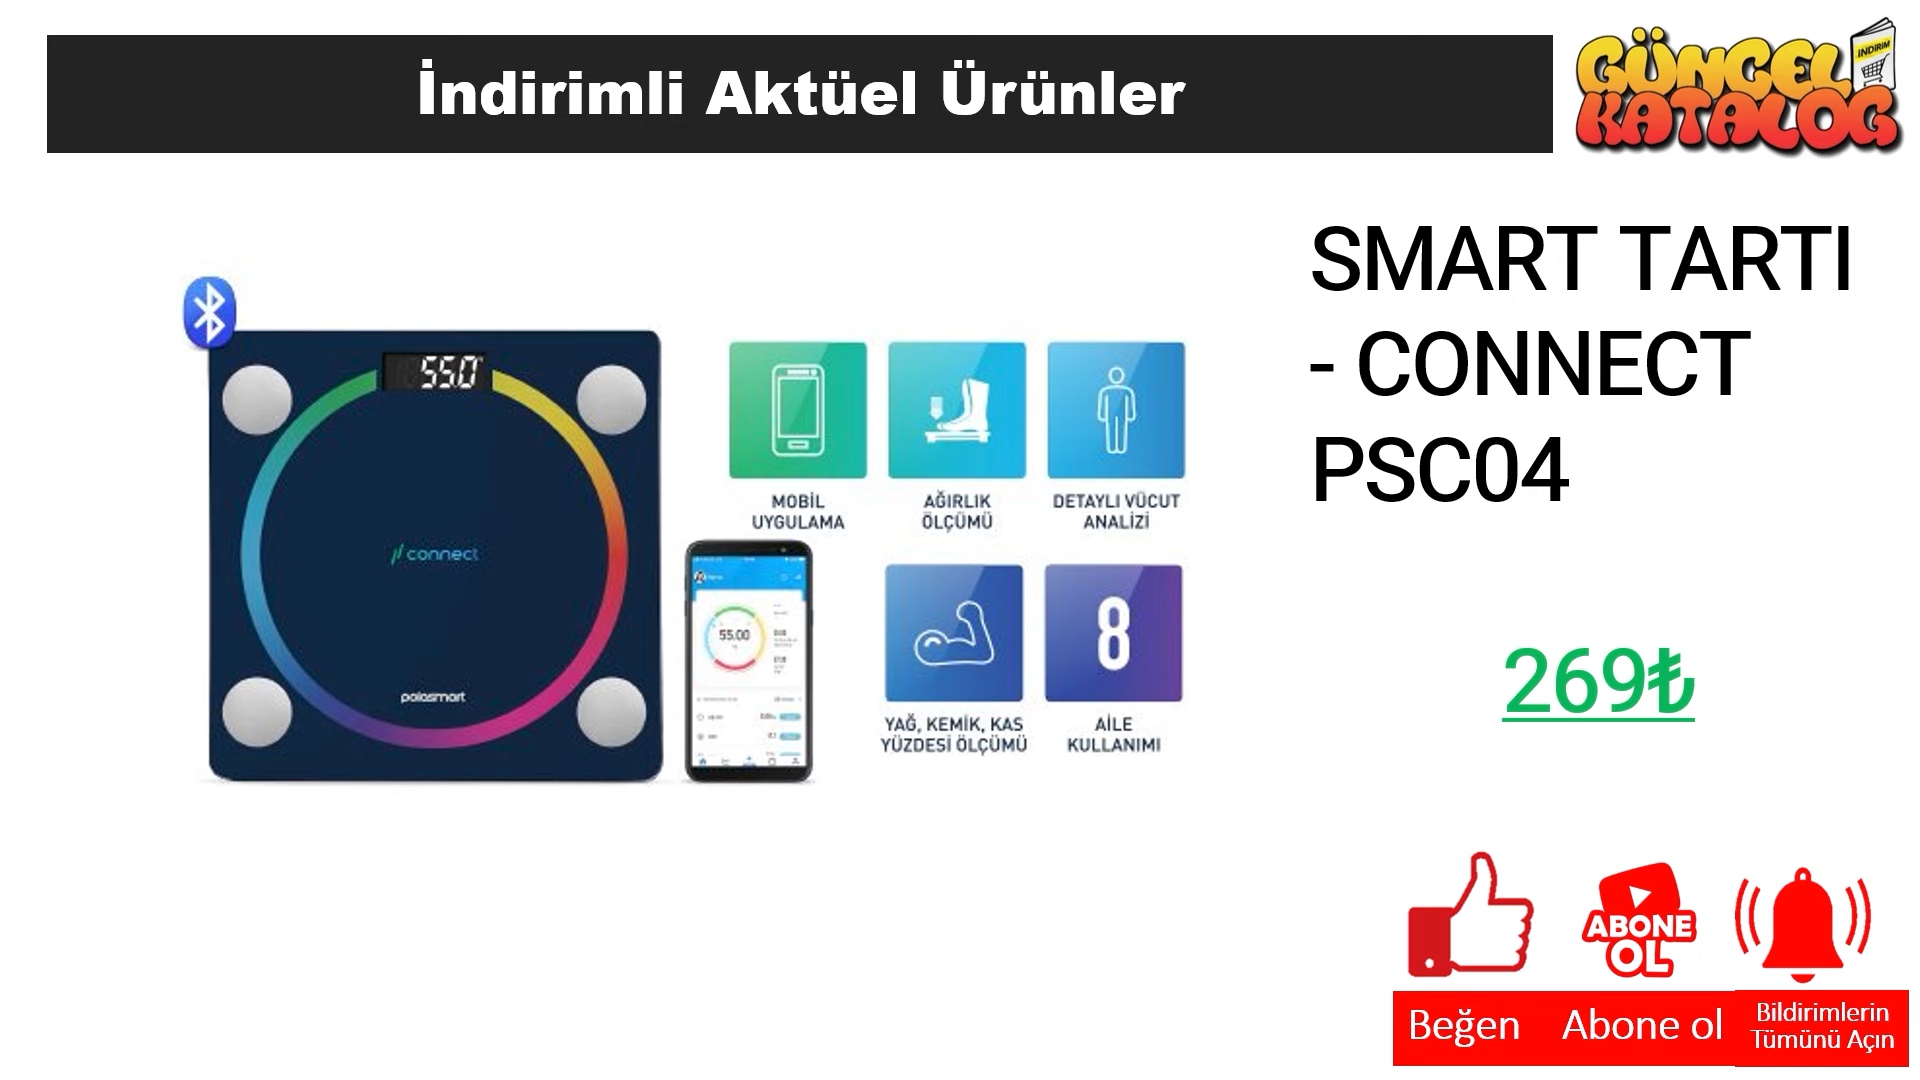 İndirimli Aktüel Ürünler
GÜNCEL
KATALOG
İNDİRİM
SMART TARTI
- CONNECT
PSC04
269₺
55.0
connect
polosmart
55.00
MOBİL
UYGULAMA
AĞIRLIK
ÖLÇÜMÜ
DETAYLI VÜCUT
ANALİZİ
8
YAĞ, KEMİK, KAS
YÜZDESİ ÖLÇÜMÜ
AİLE
KULLANIMI
ABONE
OL
Beğen
Abone ol
Bildirimlerin
Tümünü Açın